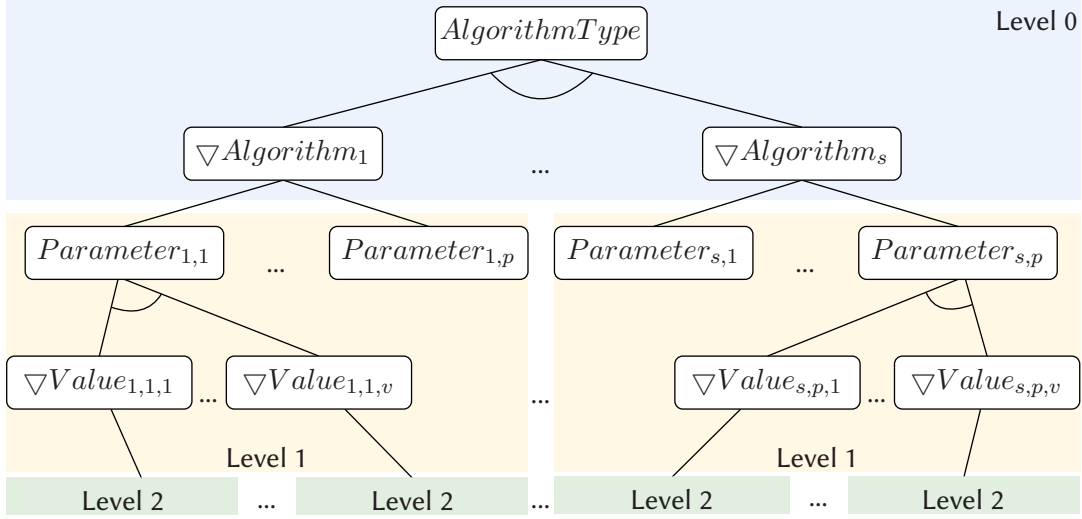 AlgorithmType
Level 0
▽Algorithm₁ ... ▽Algorithmₛ
Parameter₁,₁ ... Parameter₁,ₚ Parameterₛ,₁ ... Parameterₛ,ₚ
▽Value₁,₁,₁ ... ▽Value₁,₁,ᵥ ... ▽Valueₛ,ₚ,₁ ... ▽Valueₛ,ₚ,ᵥ
Level 1 Level 1
Level 2 ... Level 2 ... Level 2 ... Level 2